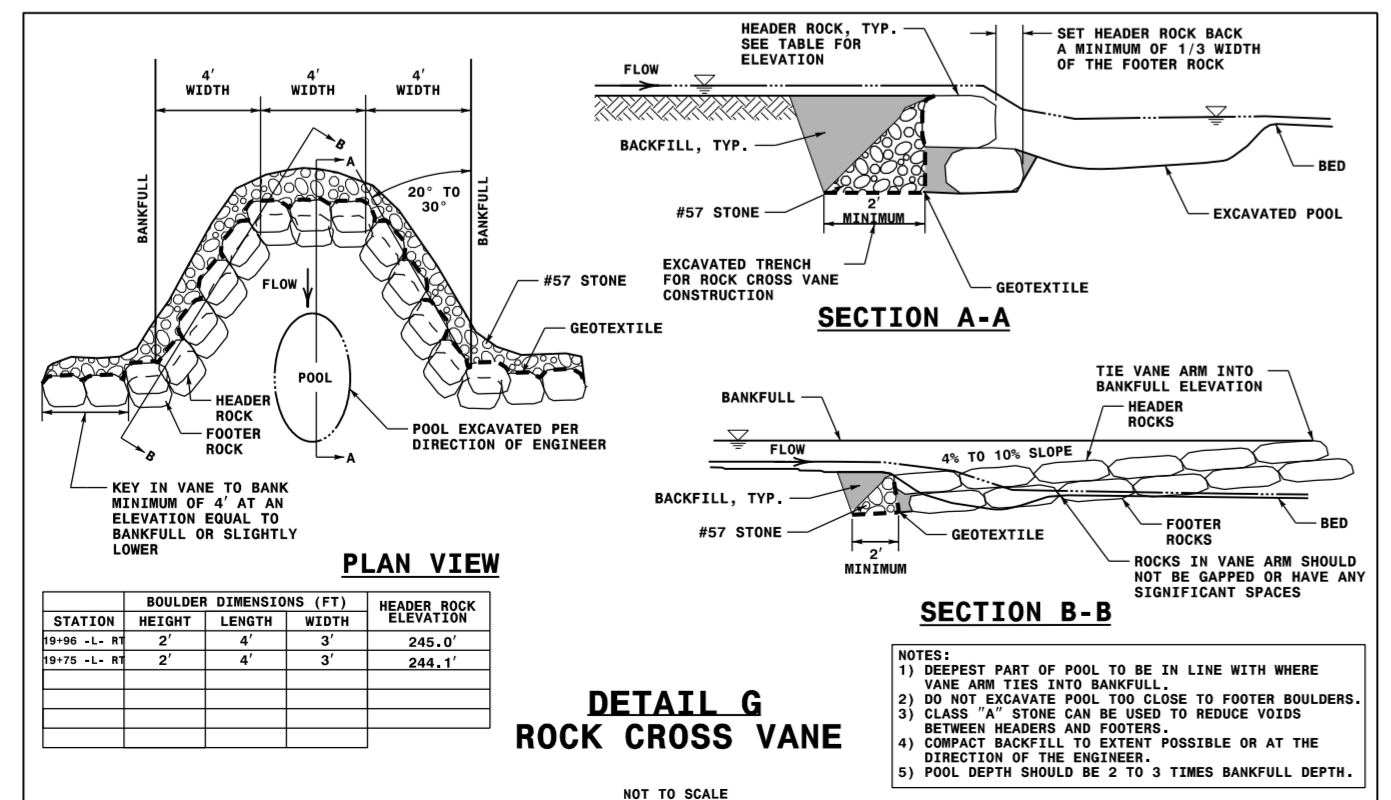 4'
WIDTH
4'
WIDTH
4'
WIDTH
B
A
BANKFULL
BANKFULL
20° TO
30°
FLOW
#57 STONE
GEOTEXTILE
POOL
HEADER
ROCK
FOOTER
ROCK
POOL EXCAVATED PER
DIRECTION OF ENGINEER
B
A
KEY IN VANE TO BANK
MINIMUM OF 4' AT AN
ELEVATION EQUAL TO
BANKFULL OR SLIGHTLY
LOWER
PLAN VIEW
HEADER ROCK, TYP.
SEE TABLE FOR
ELEVATION
SET HEADER ROCK BACK
A MINIMUM OF 1/3 WIDTH
OF THE FOOTER ROCK
FLOW
BACKFILL, TYP.
BED
#57 STONE
2'
MINIMUM
EXCAVATED POOL
EXCAVATED TRENCH
FOR ROCK CROSS VANE
CONSTRUCTION
GEOTEXTILE
SECTION A-A
TIE VANE ARM INTO
BANKFULL ELEVATION
BANKFULL
HEADER
ROCKS
FLOW
4% TO 10% SLOPE
BACKFILL, TYP.
#57 STONE
GEOTEXTILE
FOOTER
ROCKS
BED
2'
MINIMUM
ROCKS IN VANE ARM SHOULD
NOT BE GAPPED OR HAVE ANY
SIGNIFICANT SPACES
SECTION B-B
BOULDER DIMENSIONS (FT) HEADER ROCK
ELEVATION
STATION HEIGHT LENGTH WIDTH
19+96 -L- RT 2' 4' 3' 245.0'
19+75 -L- RT 2' 4' 3' 244.1'
DETAIL G
ROCK CROSS VANE
NOT TO SCALE
NOTES:
1) DEEPEST PART OF POOL TO BE IN LINE WITH WHERE
VANE ARM TIES INTO BANKFULL.
2) DO NOT EXCAVATE POOL TOO CLOSE TO FOOTER BOULDERS.
3) CLASS "A" STONE CAN BE USED TO REDUCE VOIDS
BETWEEN HEADERS AND FOOTERS.
4) COMPACT BACKFILL TO EXTENT POSSIBLE OR AT THE
DIRECTION OF THE ENGINEER.
5) POOL DEPTH SHOULD BE 2 TO 3 TIMES BANKFULL DEPTH.